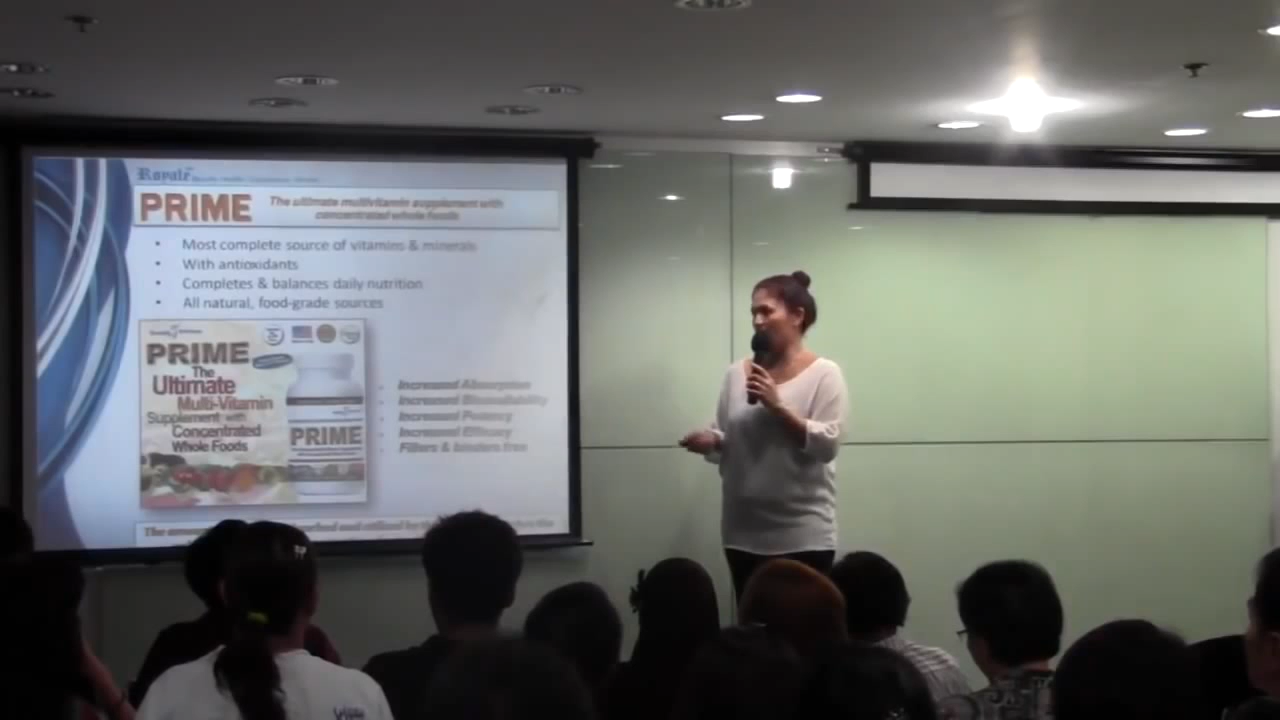 Royale
PRIME
The ultimate multivitamin supplement with
concentrated whole foods
• Most complete source of vitamins & minerals
• With antioxidants
• Completes & balances daily nutrition
• All natural, food-grade sources
PRIME
The
Ultimate
Multi-Vitamin
Supplement with
Concentrated
Whole Foods
PRIME
Increased Absorption
Increased Bioavailability
Increased Potency
Increased Efficacy
Fillers & binders free